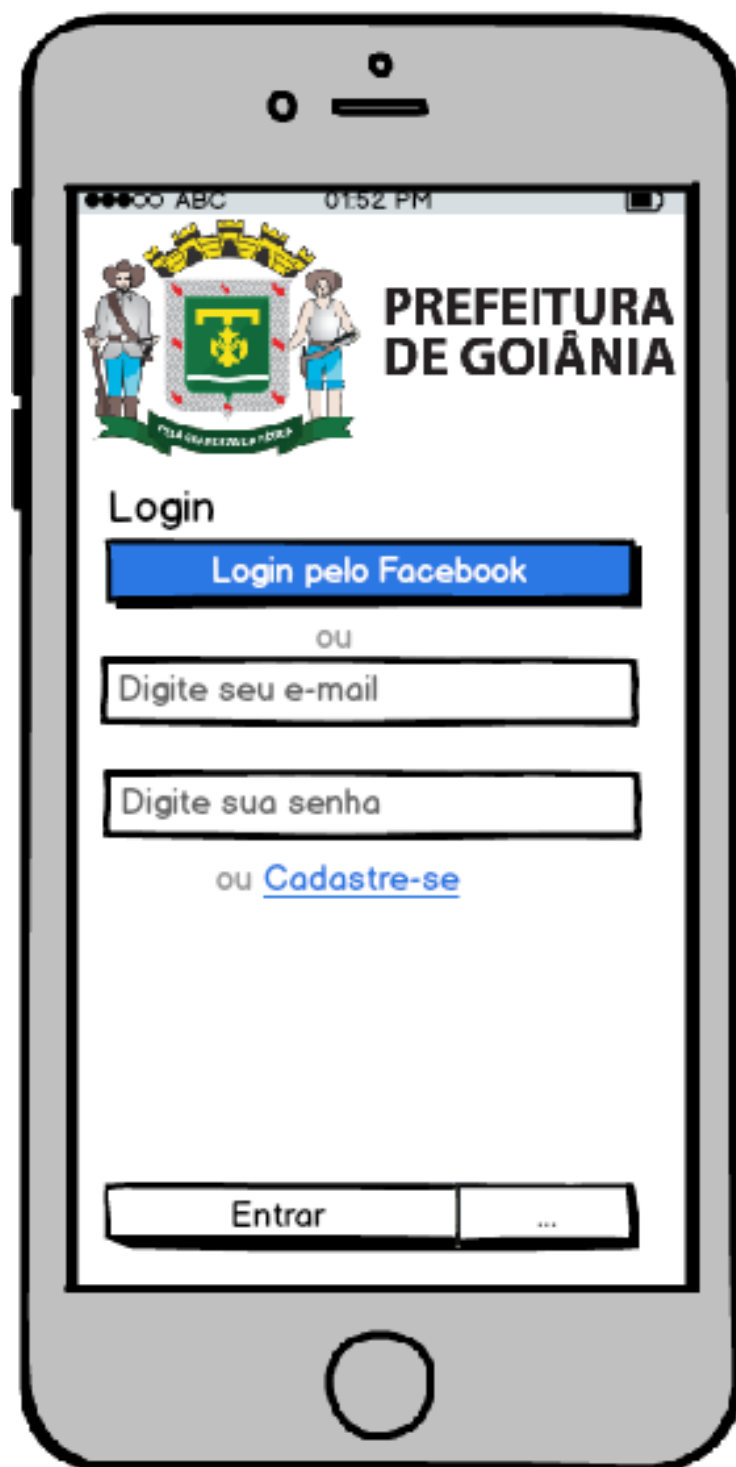 ABC 01:52 PM
PREFEITURA
DE GOIÂNIA
Login
Login pelo Facebook
ou
Digite seu e-mail
Digite sua senha
ou Cadastre-se
Entrar ...